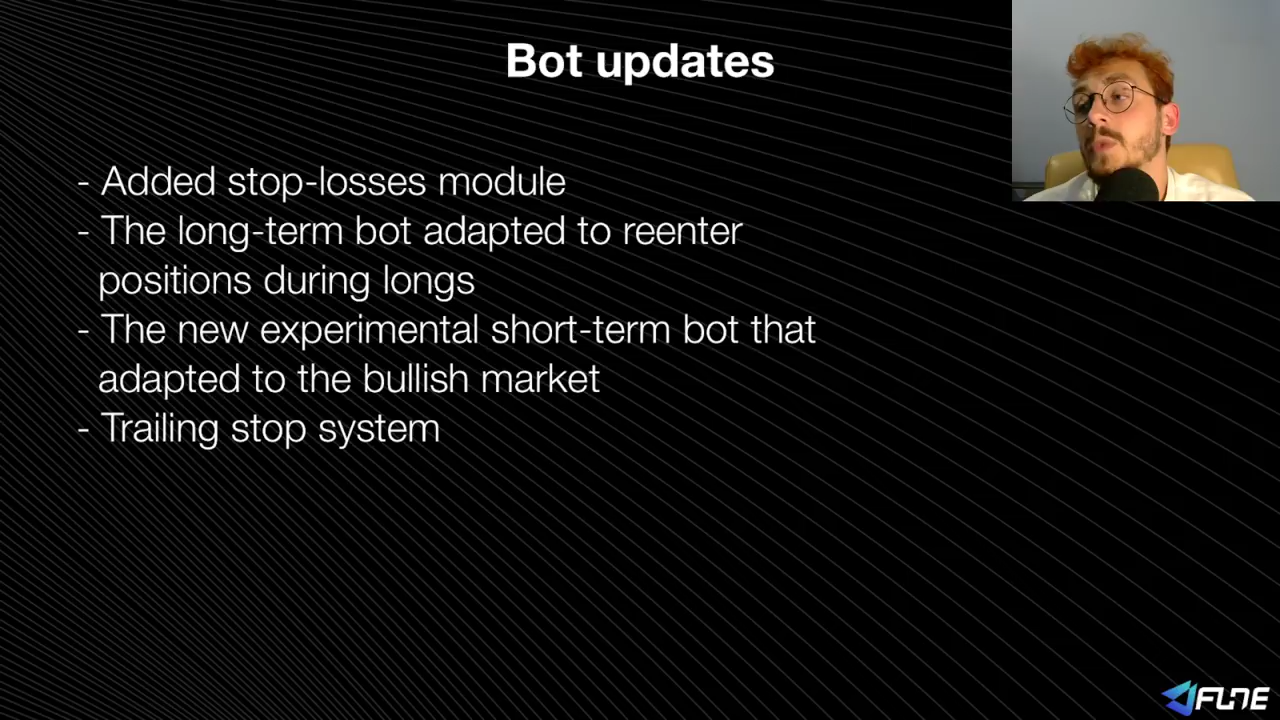 Bot updates
- Added stop-losses module
- The long-term bot adapted to reenter
positions during longs
- The new experimental short-term bot that
adapted to the bullish market
- Trailing stop system